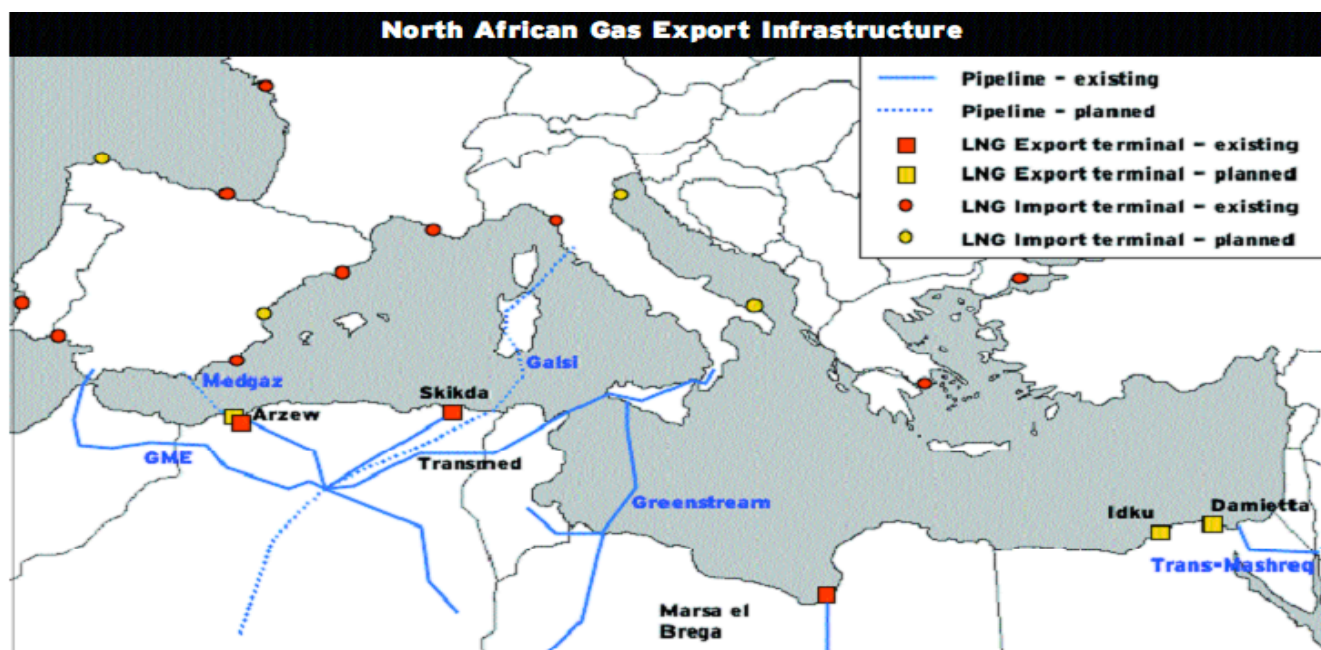 North African Gas Export Infrastructure
Pipeline - existing
Pipeline - planned
LNG Export terminal - existing
LNG Export terminal - planned
LNG Import terminal - existing
LNG Import terminal - planned
Medgaz
Galsi
Skikda
Arzew
GME
Transmed
Greenstream
Idku
Damietta
Trans-Mashreq
Marsa el
Brega